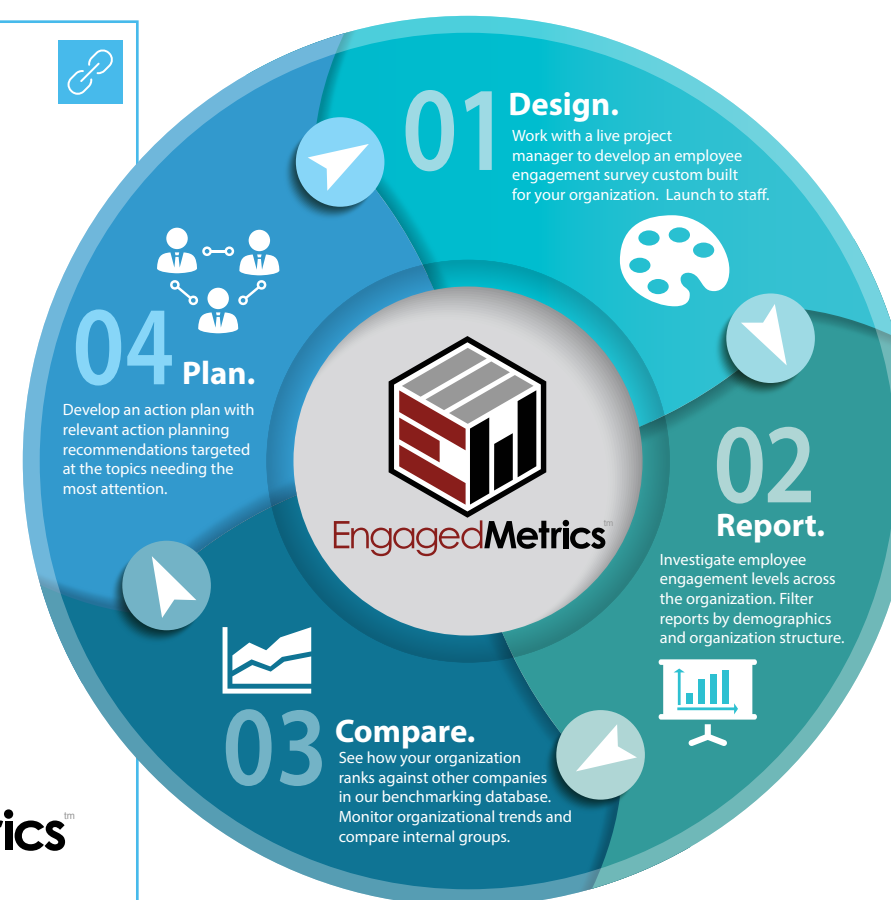 01
Design.
Work with a live project
manager to develop an employee
engagement survey custom built
for your organization. Launch to staff.
02
Report.
Investigate employee
engagement levels across
the organization. Filter
reports by demographics
and organization structure.
03
Compare.
See how your organization
ranks against other companies
in our benchmarking database.
Monitor organizational trends and
compare internal groups.
04
Plan.
Develop an action plan with
relevant action planning
recommendations targeted
at the topics needing the
most attention.
EngagedMetrics™
rics™